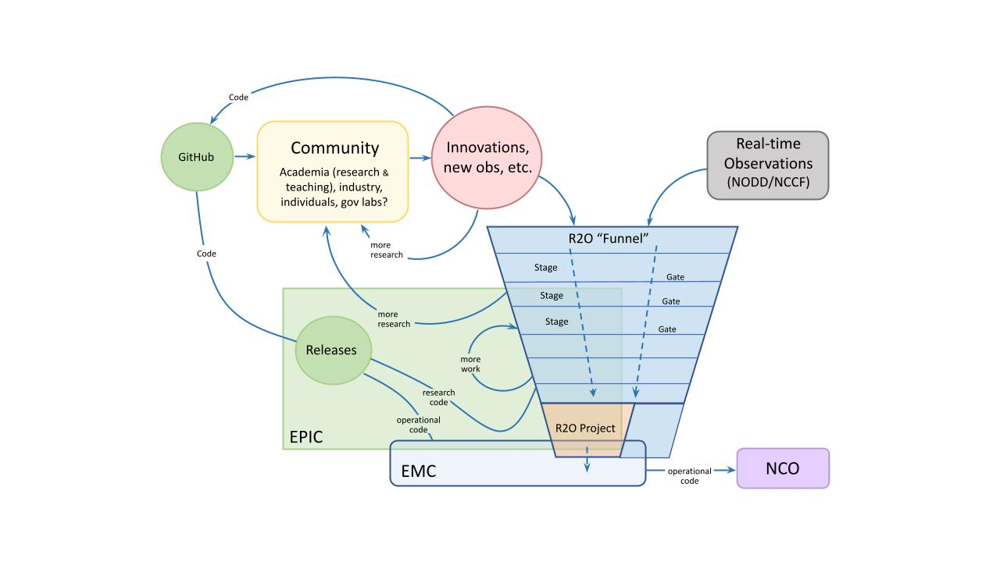 Code
GitHub
Community
Academia (research &
teaching), industry,
individuals, gov labs?
Innovations,
new obs, etc.
Real-time
Observations
(NODD/NCCF)
more
research
Code
R2O “Funnel”
Stage
Gate
Stage
Gate
Stage
Gate
more
research
Releases
more
work
research
code
operational
code
EPIC
R2O Project
EMC
operational
code
NCO